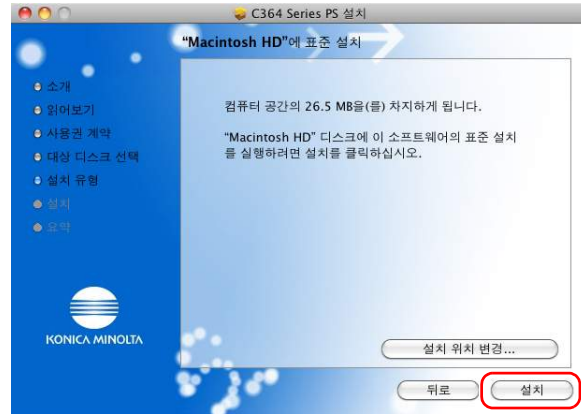 C364 Series PS 설치
“Macintosh HD”에 표준 설치
소개
읽어보기
사용권 계약
대상 디스크 선택
설치 유형
설치
요약
컴퓨터 공간의 26.5 MB을(를) 차지하게 됩니다.
“Macintosh HD” 디스크에 이 소프트웨어의 표준 설치
를 실행하려면 설치를 클릭하십시오.
KONICA MINOLTA
설치 위치 변경...
뒤로
설치